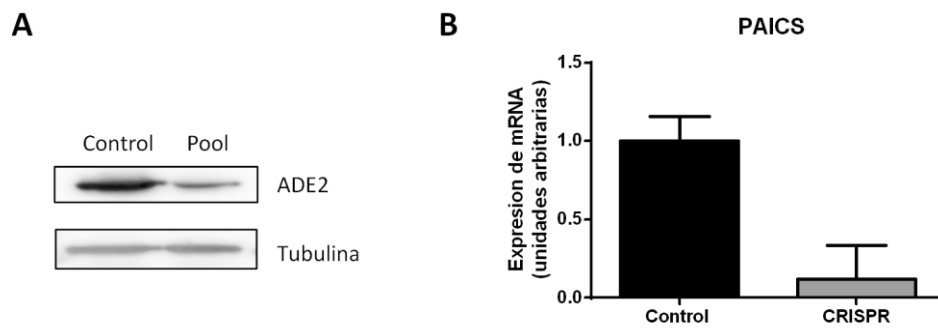 A
Control Pool
ADE2
Tubulina
B
PAICS
Expresion de mRNA
(unidades arbitrarias)
1.5
1.0
0.5
0.0
Control CRISPR